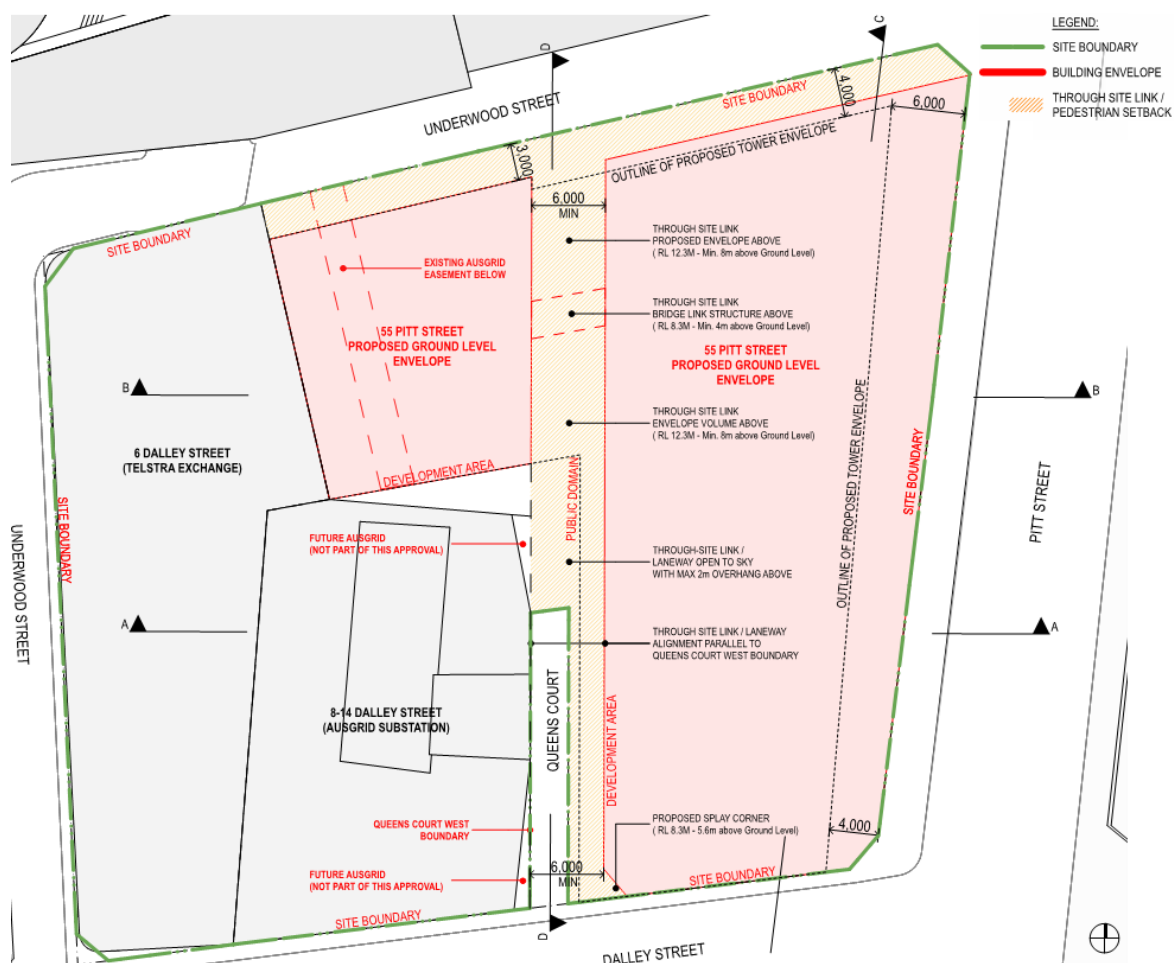 LEGEND:
SITE BOUNDARY
BUILDING ENVELOPE
THROUGH SITE LINK /
PEDESTRIAN SETBACK
D
C
UNDERWOOD STREET
SITE BOUNDARY
4,000
6,000
3,000
OUTLINE OF PROPOSED TOWER ENVELOPE
6,000
MIN
SITE BOUNDARY
THROUGH SITE LINK
PROPOSED ENVELOPE ABOVE
( RL 12.3M - Min. 8m above Ground Level)
EXISTING AUSGRID
EASEMENT BELOW
THROUGH SITE LINK
BRIDGE LINK STRUCTURE ABOVE
( RL 8.3M - Min. 4m above Ground Level)
55 PITT STREET
PROPOSED GROUND LEVEL
ENVELOPE
55 PITT STREET
PROPOSED GROUND LEVEL
ENVELOPE
B
B
THROUGH SITE LINK
ENVELOPE VOLUME ABOVE
( RL 12.3M - Min. 8m above Ground Level)
6 DALLEY STREET
(TELSTRA EXCHANGE)
DEVELOPMENT AREA
SITE BOUNDARY
SITE BOUNDARY
PUBLIC DOMAIN
OUTLINE OF PROPOSED TOWER ENVELOPE
PITT STREET
UNDERWOOD STREET
FUTURE AUSGRID
(NOT PART OF THIS APPROVAL)
THROUGH-SITE LINK /
LANEWAY OPEN TO SKY
WITH MAX 2m OVERHANG ABOVE
A
A
THROUGH SITE LINK / LANEWAY
ALIGNMENT PARALLEL TO
QUEENS COURT WEST BOUNDARY
8-14 DALLEY STREET
(AUSGRID SUBSTATION)
QUEENS COURT
DEVELOPMENT AREA
QUEENS COURT WEST
BOUNDARY
PROPOSED SPLAY CORNER
( RL 8.3M - 5.6m above Ground Level)
4,000
6,000
MIN
FUTURE AUSGRID
(NOT PART OF THIS APPROVAL)
SITE BOUNDARY
SITE BOUNDARY
D
DALLEY STREET